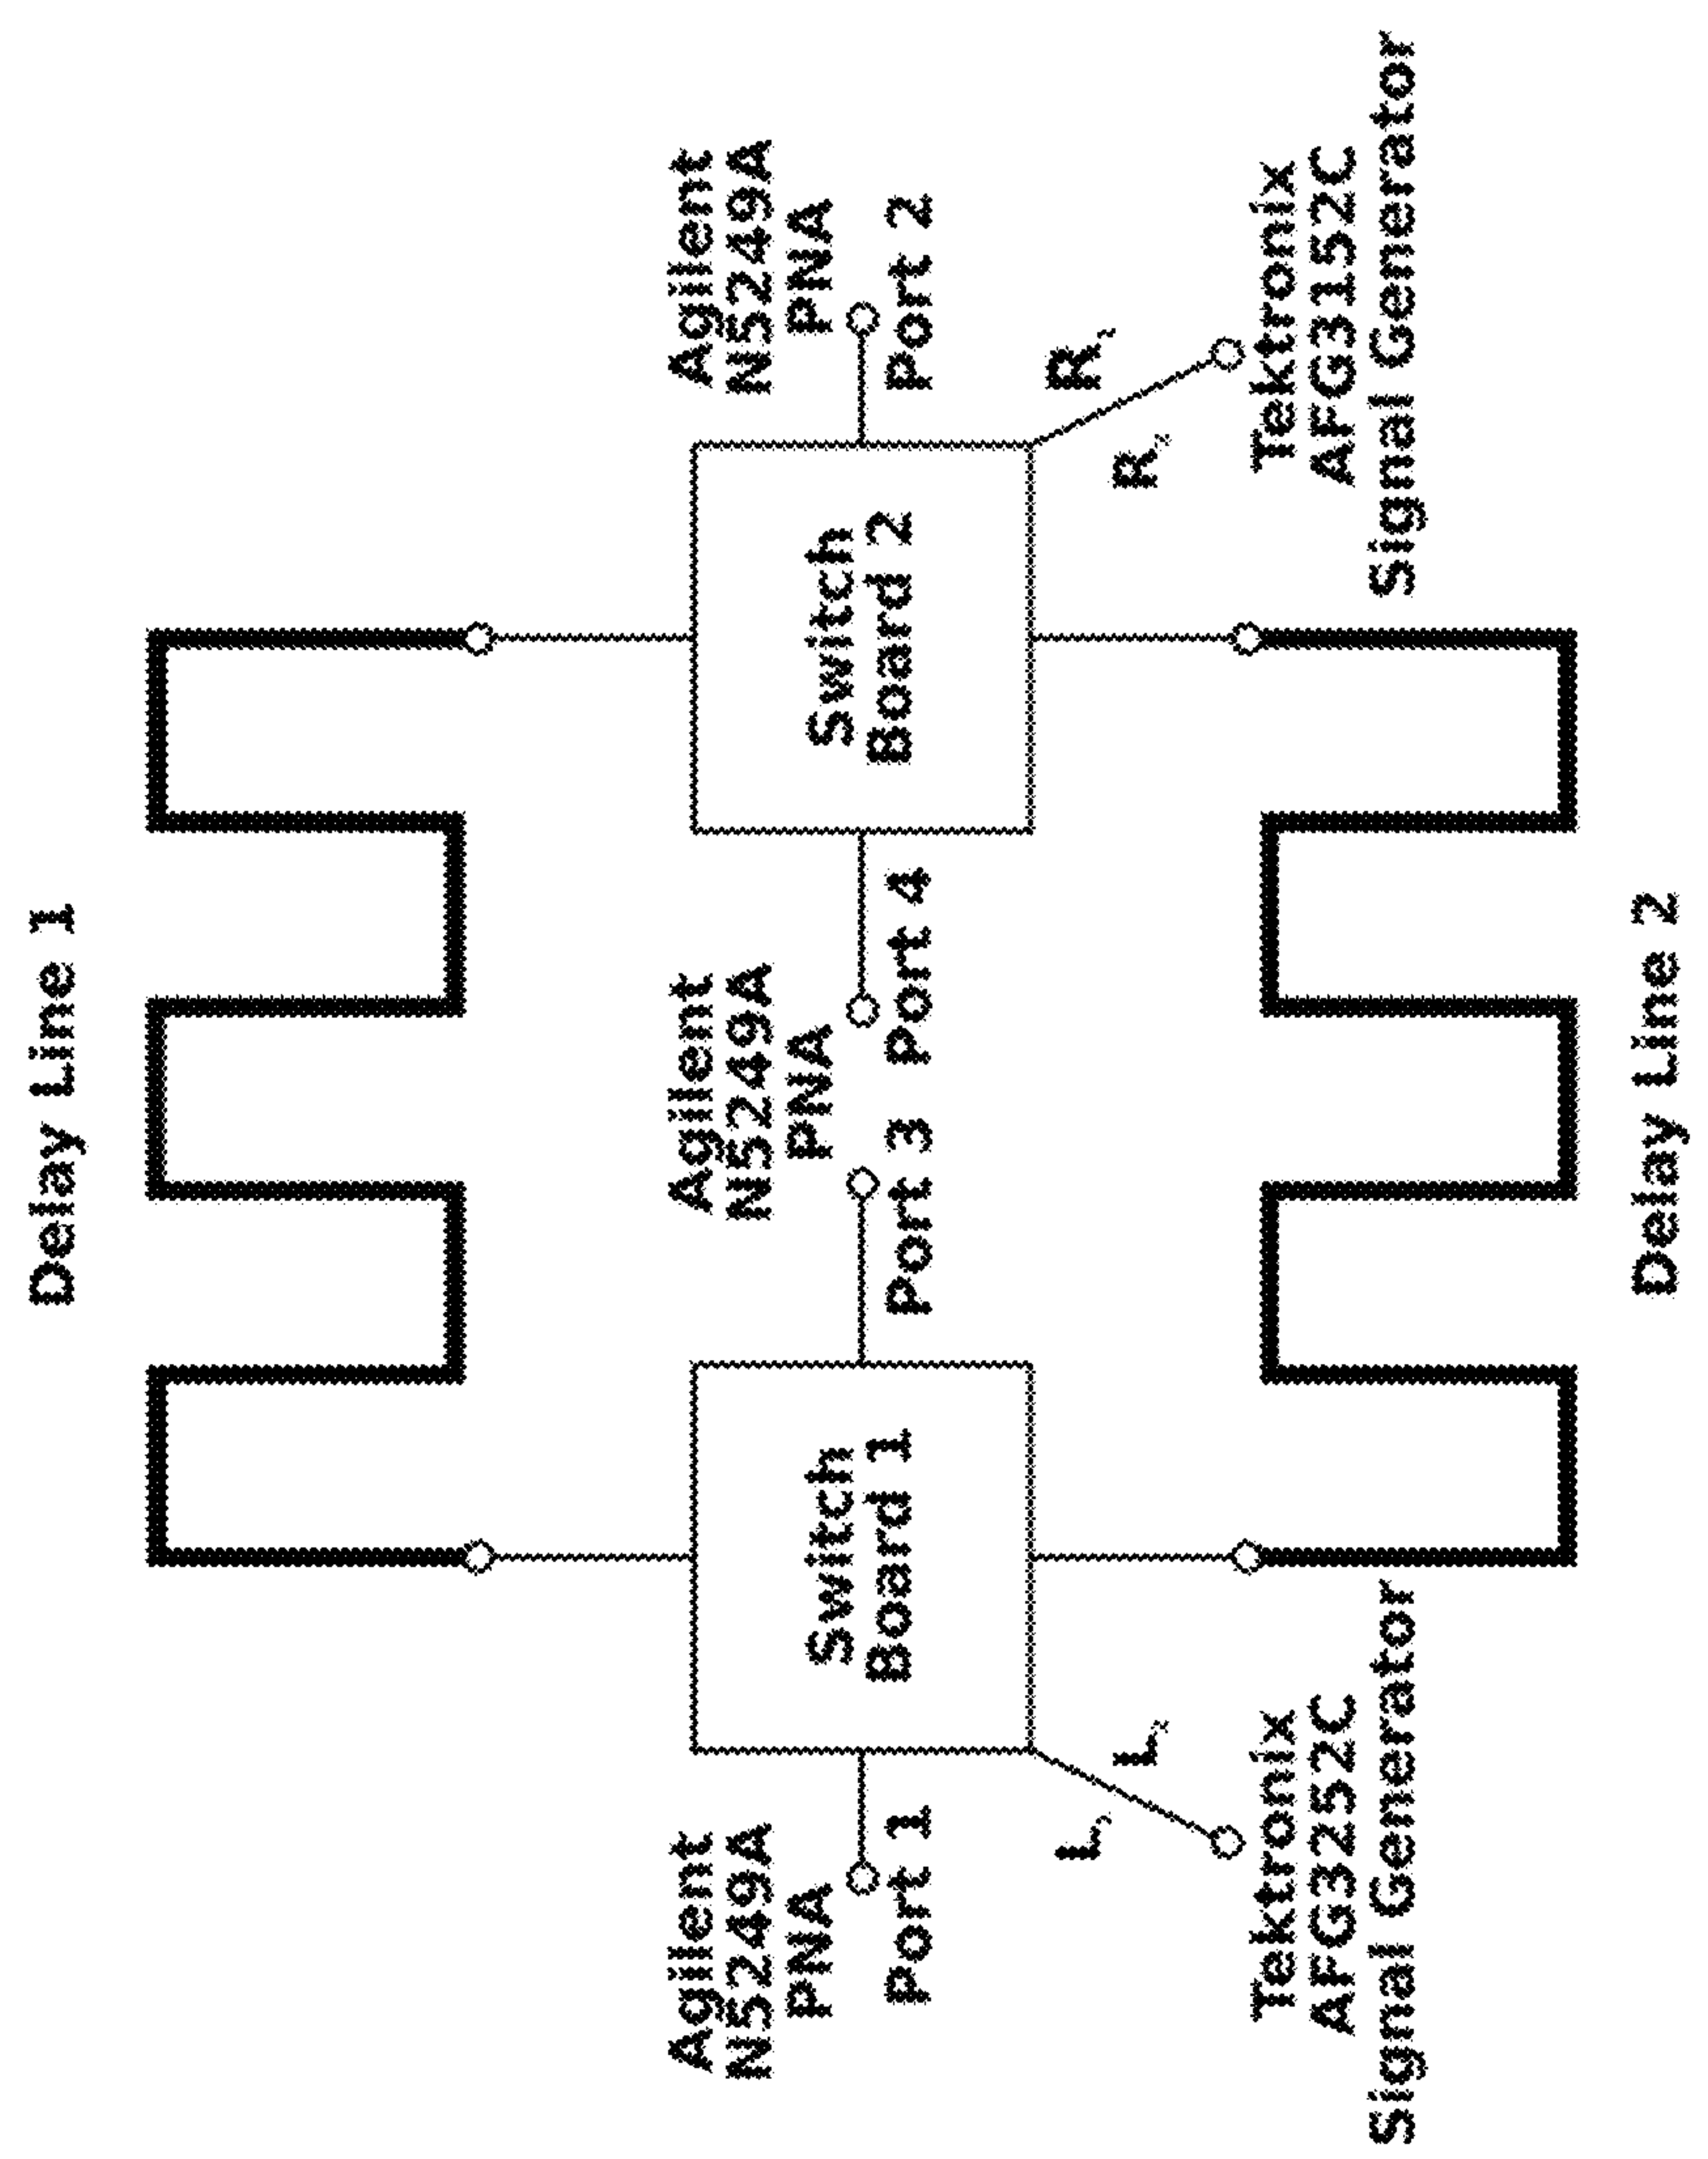 Delay Line 1
Agilent
N5249A
PNA
Port 1
Switch
Board 1
Agilent
N5249A
PNA
Port 3 Port 4
Switch
Board 2
Agilent
N5249A
PNA
Port 2
L
L
R
R
Tektronix
AFG3252C
Signal Generator
Tektronix
AFG3152C
Signal Generator
Delay Line 2